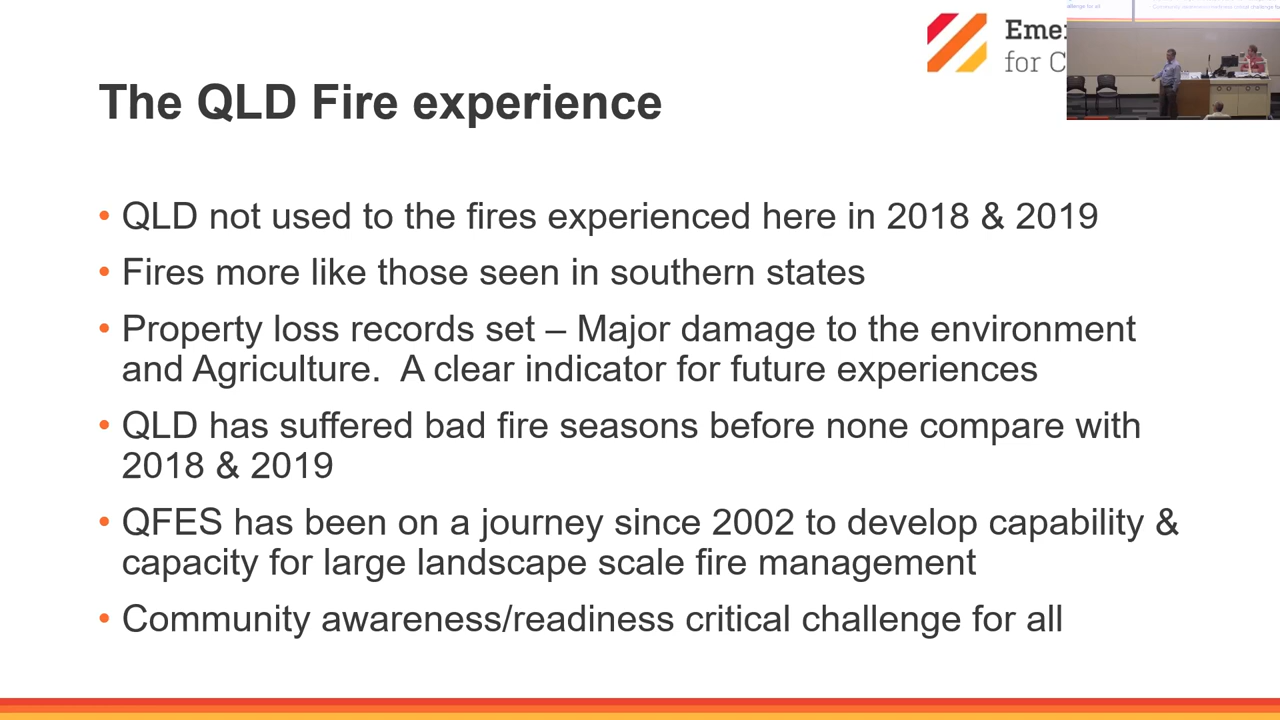 The QLD Fire experience
• QLD not used to the fires experienced here in 2018 & 2019
• Fires more like those seen in southern states
• Property loss records set – Major damage to the environment
and Agriculture.  A clear indicator for future experiences
• QLD has suffered bad fire seasons before none compare with
2018 & 2019
• QFES has been on a journey since 2002 to develop capability &
capacity for large landscape scale fire management
• Community awareness/readiness critical challenge for all